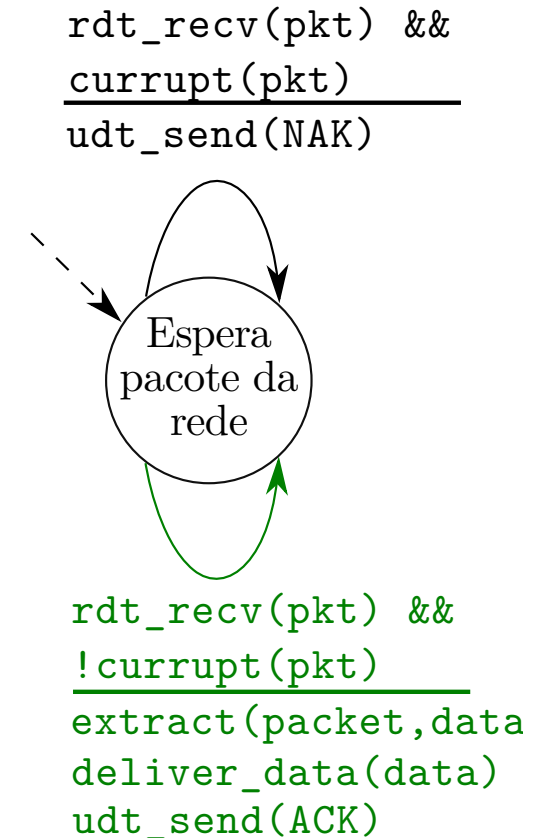 rdt_recv(pkt) &&
currupt(pkt)
udt_send(NAK)
Espera
pacote da
rede
rdt_recv(pkt) &&
!currupt(pkt)
extract(packet,data
deliver_data(data)
udt_send(ACK)